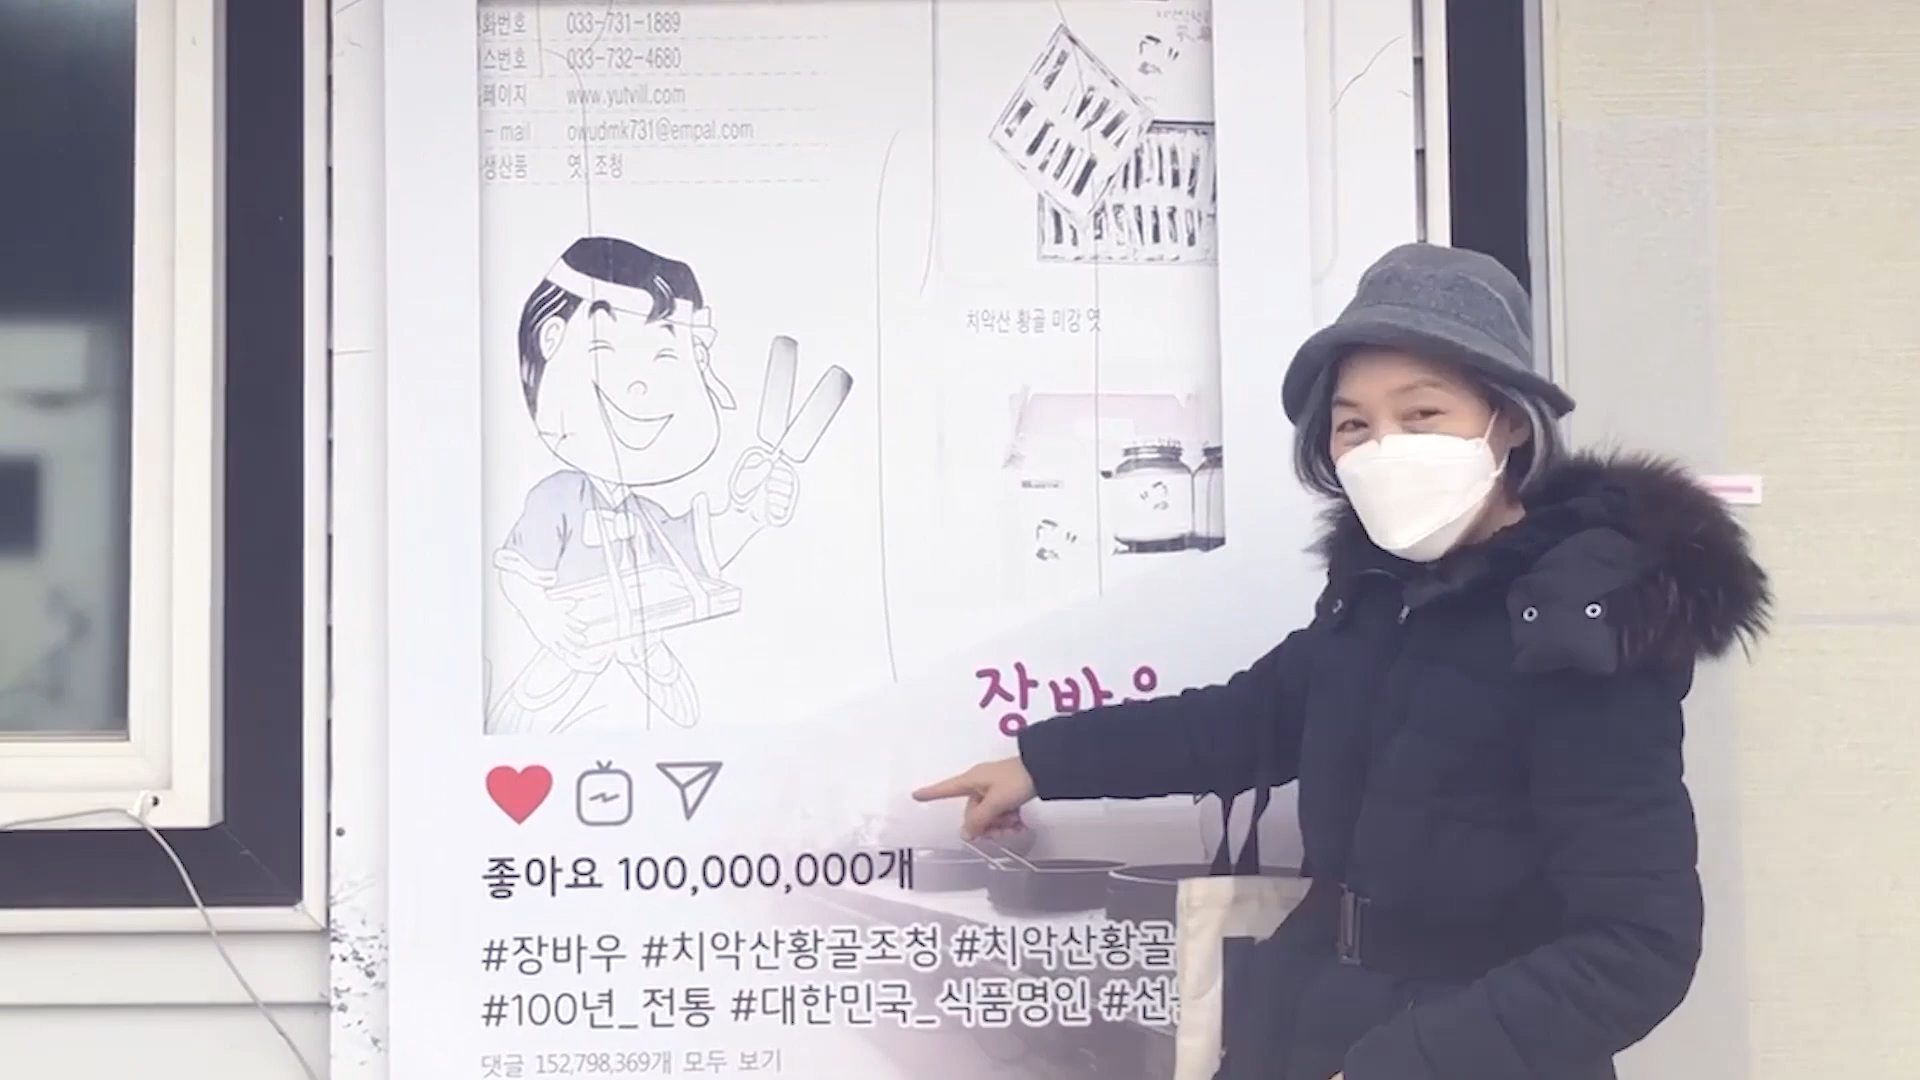 화번호 033-731-1889
스번호 033-732-4680
페이지 www.yutvill.com
- mail owudmk731@empal.com
생산품 엿, 조청
치악산 황골 미강 엿
장바우
좋아요 100,000,000개
#장바우 #치악산황골조청 #치악산황골
#100년_전통 #대한민국_식품명인 #선
댓글 152,798,369개 모두 보기